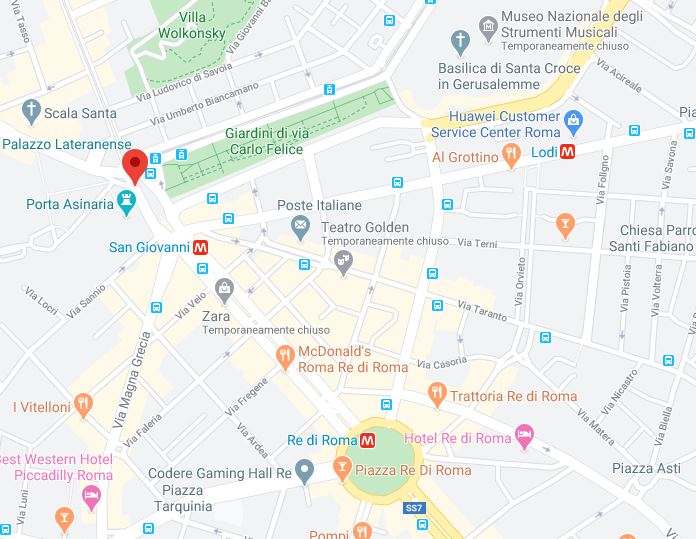 Via Tasso
Villa
Wolkonsky
Via Giovanni B
Museo Nazionale degli
Strumenti Musicali
Temporaneamente chiuso
Via Ludovico di Savoia
Basilica di Santa Croce
in Gerusalemme
Via Acireale
Via Umberto Biancamano
Scala Santa
Palazzo Lateranense
Giardini di via
Carlo Felice
Huawei Customer
Service Center Roma
Pia
Al Grottino
Lodi M
Via Foligno
Via Savona
Porta Asinaria
Poste Italiane
Teatro Golden
Temporaneamente chiuso
Via Terni
Chiesa Parro
Santi Fabiano
San Giovanni M
Via Locri
Via Sannio
Via Veio
Zara
Temporaneamente chiuso
Via Taranto
Via Orvieto
Via Pistoia
Via Volterra
Via Magna Grecia
McDonald's
Roma Re di Roma
Via Casoria
I Vitelloni
Via Fregene
Trattoria Re di Roma
Via Nicastro
Via Faleria
Via Ardea
Re di Roma M
Hotel Re di Roma
Via Matera
Via Biella
Best Western Hotel
Piccadilly Roma
Codere Gaming Hall Re
Piazza
Tarquinia
Piazza Re Di Roma
Piazza Asti
Via Luni
SS7
Pompi